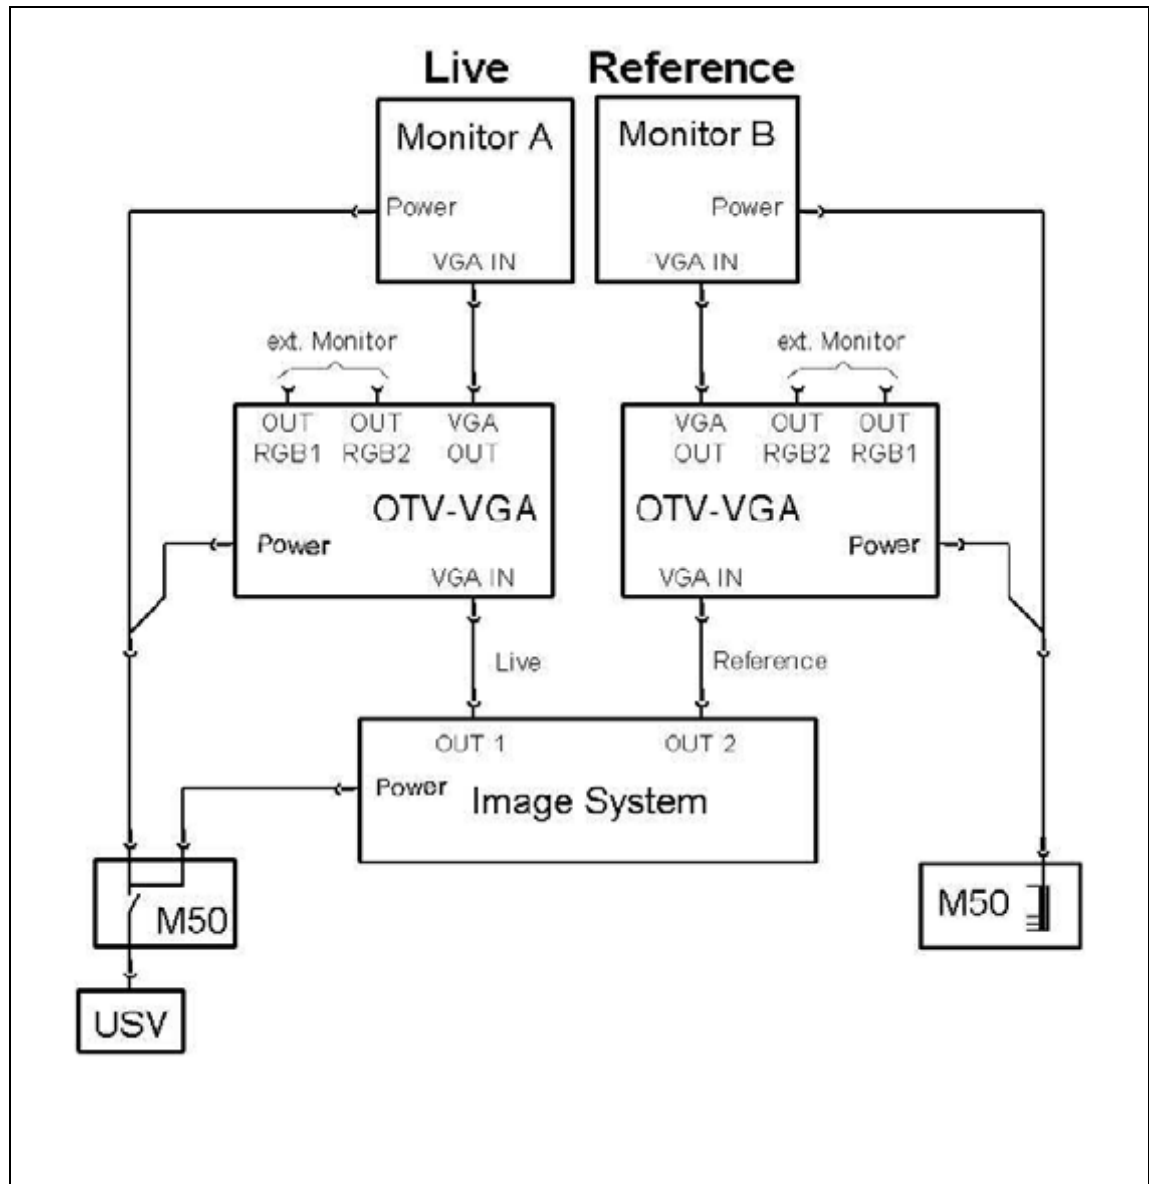 Live Reference
Monitor A
Monitor B
Power
Power
VGA IN
VGA IN
ext. Monitor
ext. Monitor
OUT OUT VGA
RGB1 RGB2 OUT
VGA OUT OUT
OUT RGB2 RGB1
OTV-VGA
OTV-VGA
Power
Power
VGA IN
VGA IN
Live
Reference
OUT 1
OUT 2
Power
Image System
M50
M50
USV